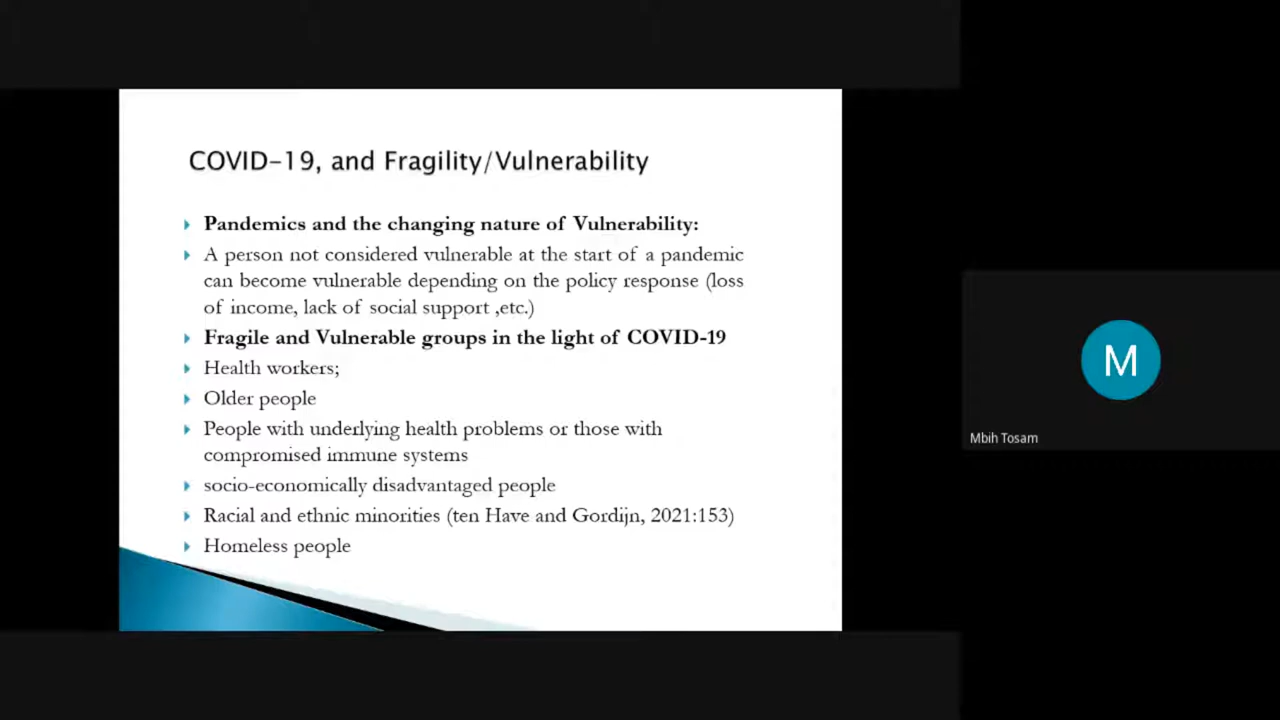 COVID-19, and Fragility/Vulnerability
Pandemics and the changing nature of Vulnerability:
A person not considered vulnerable at the start of a pandemic
can become vulnerable depending on the policy response (loss
of income, lack of social support ,etc.)
Fragile and Vulnerable groups in the light of COVID-19
Health workers;
Older people
People with underlying health problems or those with
compromised immune systems
socio-economically disadvantaged people
Racial and ethnic minorities (ten Have and Gordijn, 2021:153)
Homeless people
M
Mbih Tosam